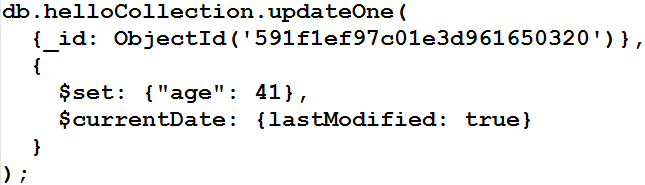 db.helloCollection.updateOne(
  {_id: ObjectId('591f1ef97c01e3d961650320')},
  {
    $set: {"age": 41},
    $currentDate: {lastModified: true}
  }
);